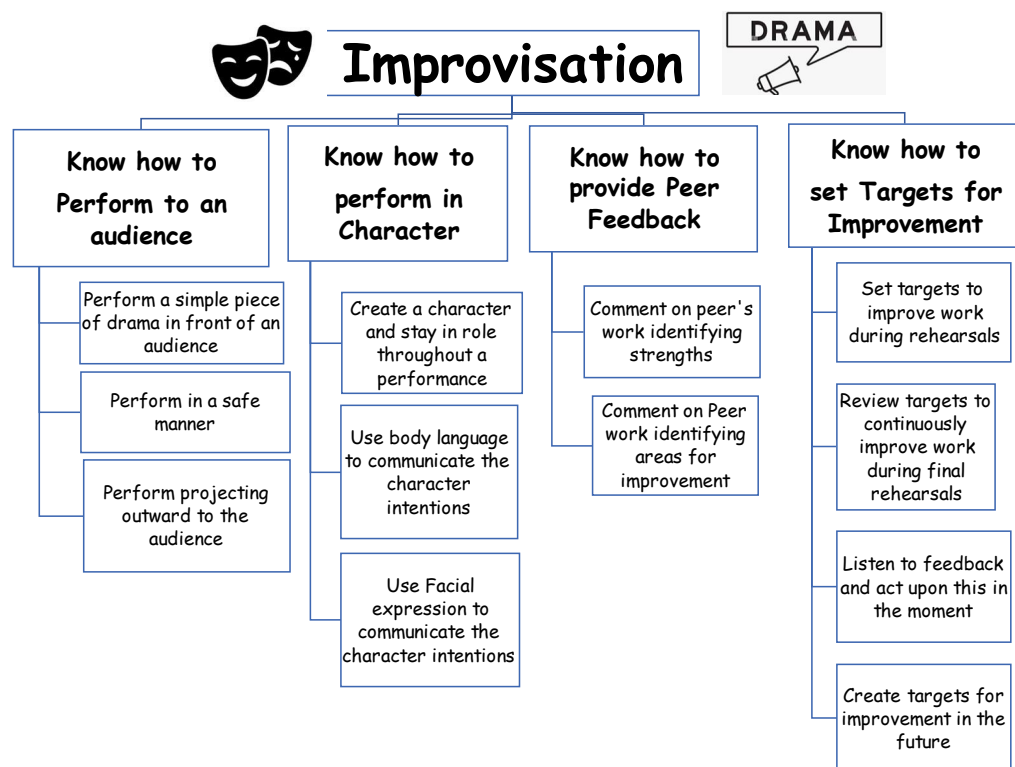 Improvisation
DRAMA
Know how to
Perform to an
audience
Perform a simple piece
of drama in front of an
audience
Perform in a safe
manner
Perform projecting
outward to the
audience
Know how to
perform in
Character
Create a character
and stay in role
throughout a
performance
Use body language
to communicate the
character
intentions
Use Facial
expression to
communicate the
character intentions
Know how to
provide Peer
Feedback
Comment on peer's
work identifying
strengths
Comment on Peer
work identifying
areas for
improvement
Know how to
set Targets for
Improvement
Set targets to
improve work
during rehearsals
Review targets to
continuously
improve work
during final
rehearsals
Listen to feedback
and act upon this in
the moment
Create targets for
improvement in the
future